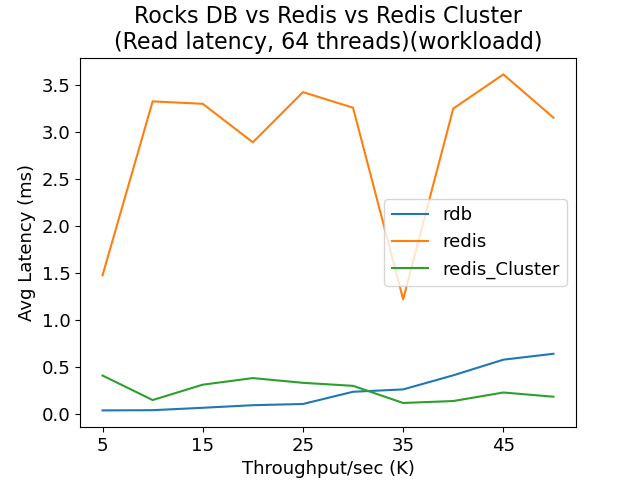 Rocks DB vs Redis vs Redis Cluster
(Read latency, 64 threads)(workloadd)
3.5
3.0
2.5
2.0
1.5
1.0
0.5
0.0
Avg Latency (ms)
rdb
redis
redis_Cluster
5 15 25 35 45
Throughput/sec (K)